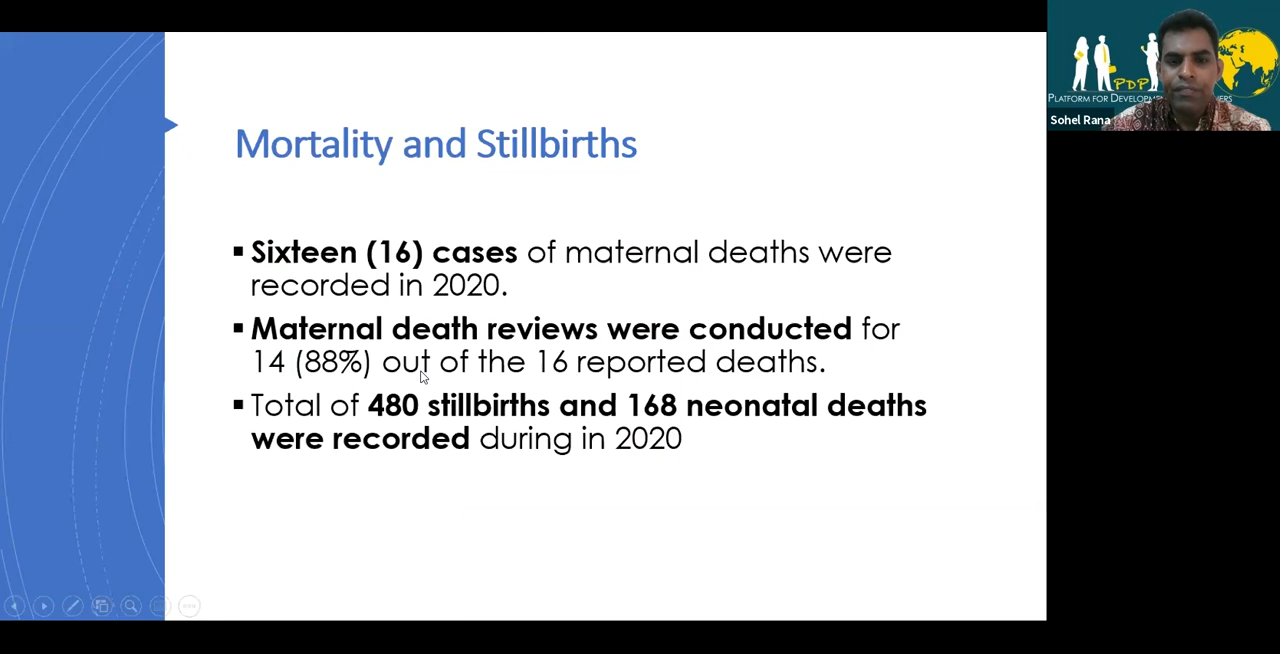 Mortality and Stillbirths
▪ Sixteen (16) cases of maternal deaths were
recorded in 2020.
▪ Maternal death reviews were conducted for
14 (88%) out of the 16 reported deaths.
▪ Total of 480 stillbirths and 168 neonatal deaths
were recorded during in 2020
PDP
PLATFORM FOR
Sohel Rana